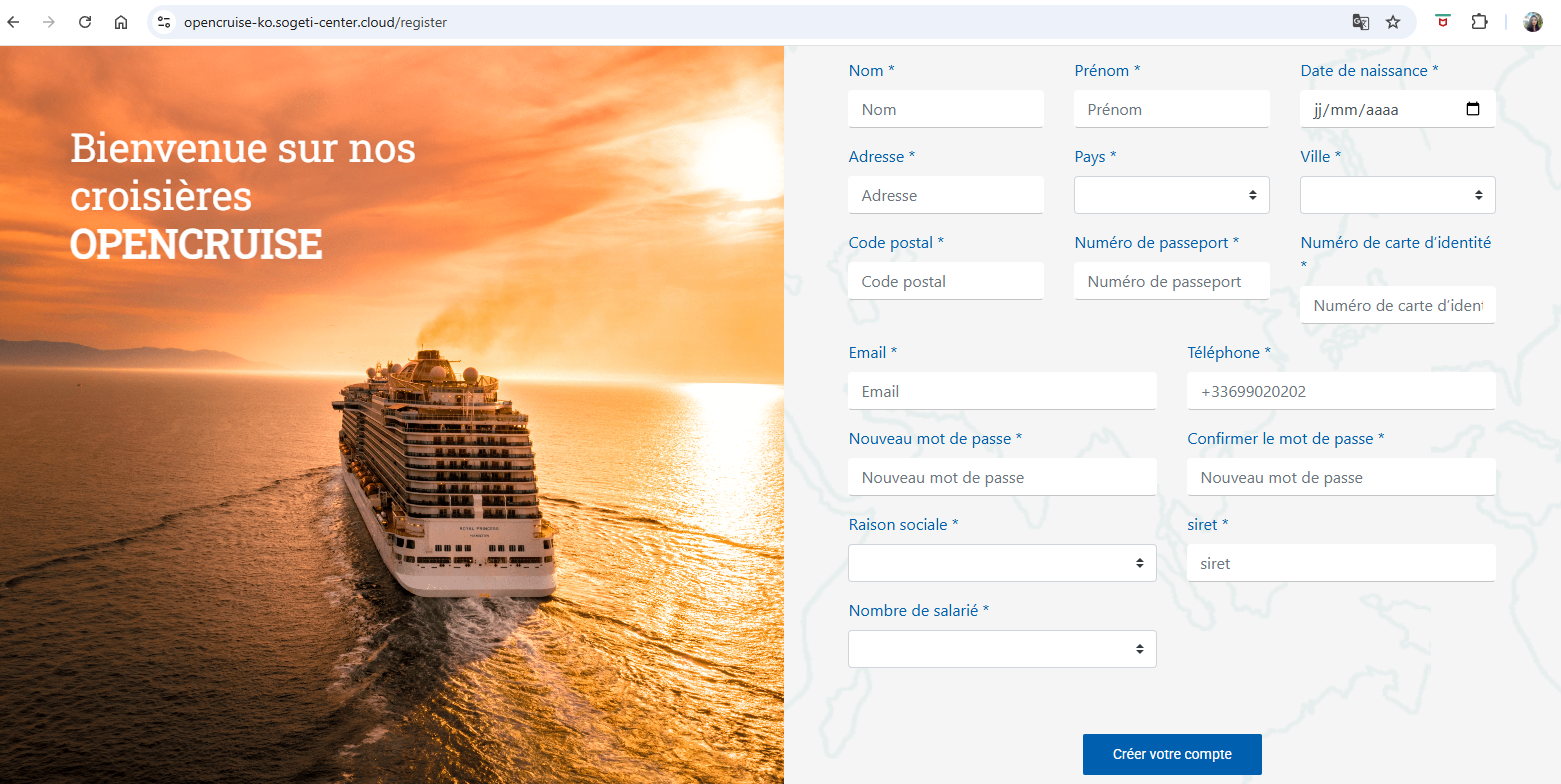 opencruise-ko.sogeti-center.cloud/register
Bienvenue sur nos
croisières
OPENCRUISE
ROYAL PRINCESS
Nom *
Prénom *
Date de naissance *
Nom
Prénom
jj/mm/aaaa
Adresse *
Pays *
Ville *
Adresse
Code postal *
Numéro de passeport *
Numéro de carte d'identité
*
Code postal
Numéro de passeport
Numéro de carte d'ident
Email *
Téléphone *
Email
+33699020202
Nouveau mot de passe *
Confirmer le mot de passe *
Nouveau mot de passe
Nouveau mot de passe
Raison sociale *
siret *
siret
Nombre de salarié *
Créer votre compte